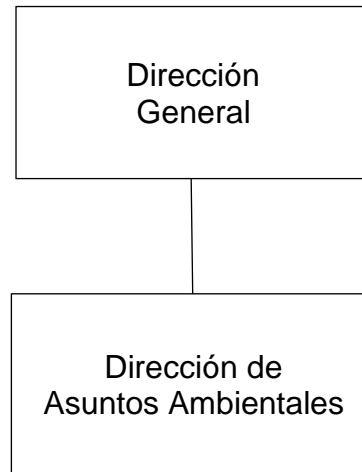 Dirección
General
Dirección de
Asuntos Ambientales